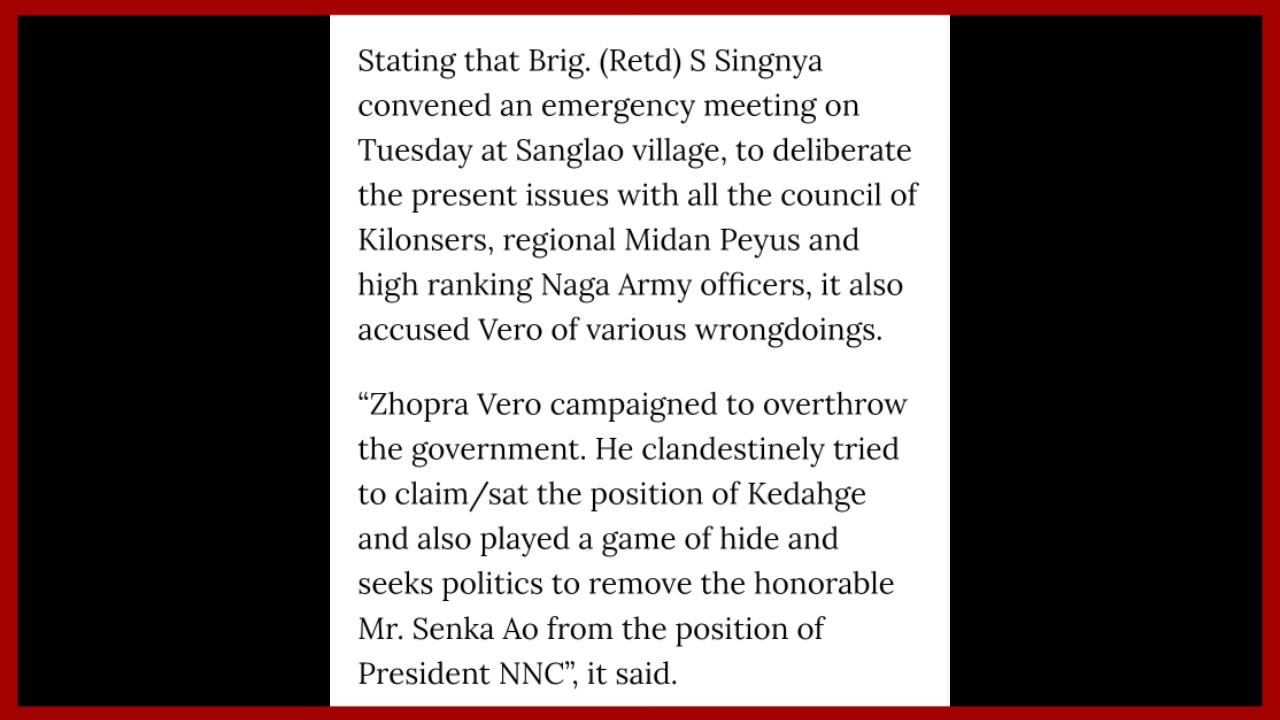 Stating that Brig. (Retd) S Singnya
convened an emergency meeting on
Tuesday at Sanglao village, to deliberate
the present issues with all the council of
Kilonsers, regional Midan Peyus and
high ranking Naga Army officers, it also
accused Vero of various wrongdoings.
“Zhopra Vero campaigned to overthrow
the government. He clandestinely tried
to claim/sat the position of Kedahge
and also played a game of hide and
seeks politics to remove the honorable
Mr. Senka Ao from the position of
President NNC”, it said.